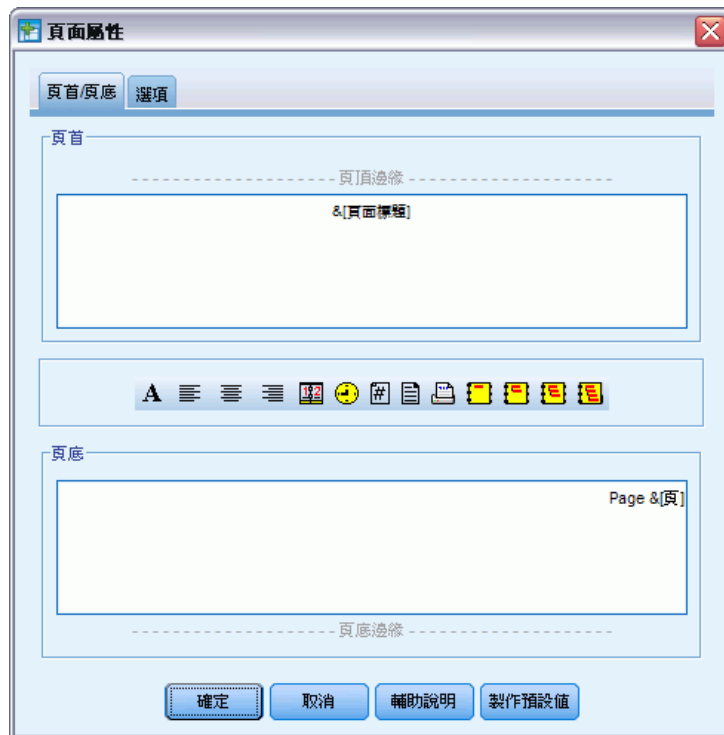 頁面屬性
頁首/頁底 選項
頁首
頁頂邊緣
&[頁面標題]
A
頁底
Page &[頁]
頁底邊緣
確定 取消 輔助說明 製作預設值